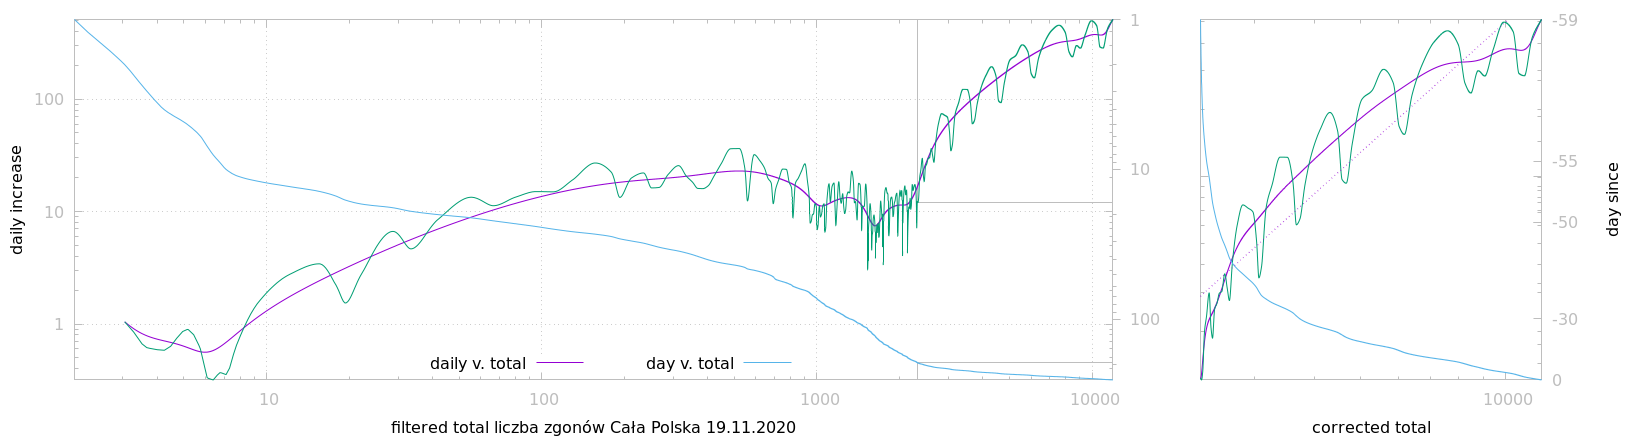 daily increase
100
10
1
1
10
100
daily v. total
day v. total
10
100
1000
10000
filtered total liczba zgonów Cała Polska 19.11.2020
-59
-55
-50
-30
0
day since
10000
corrected total